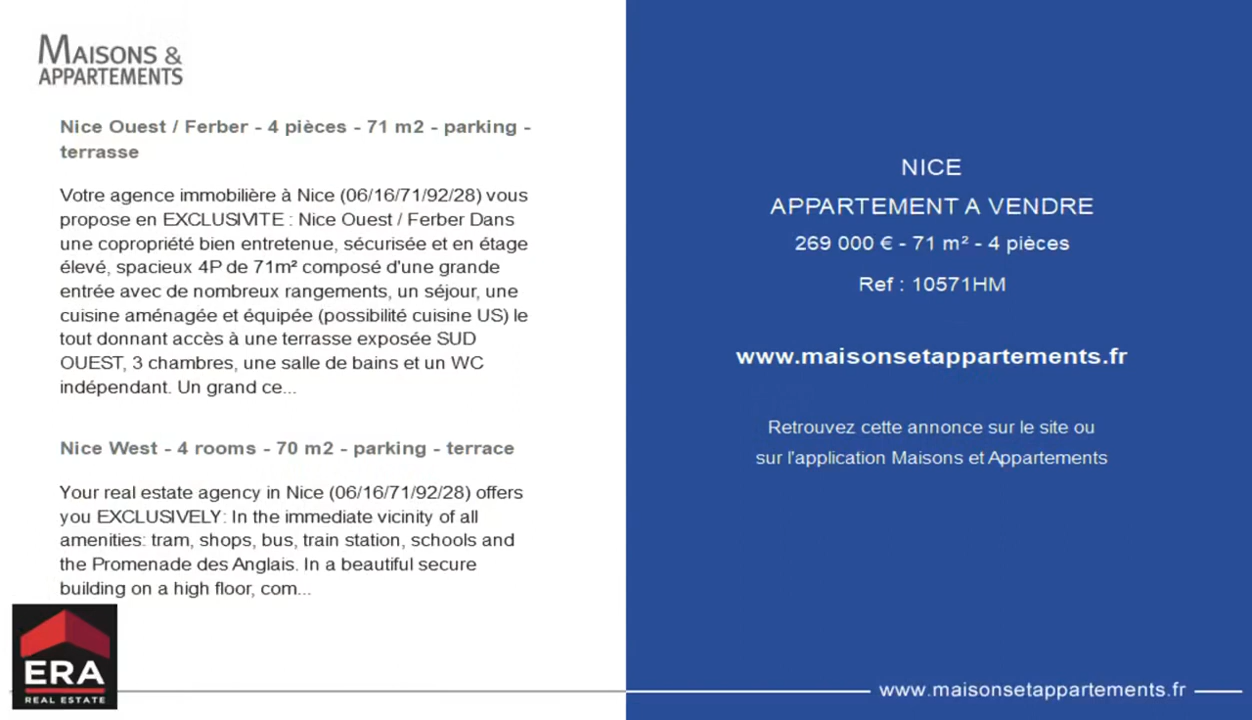 MAISONS &
APPARTEMENTS
Nice Ouest / Ferber - 4 pièces - 71 m2 - parking -
terrasse
Votre agence immobilière à Nice (06/16/71/92/28) vous
propose en EXCLUSIVITE : Nice Ouest / Ferber Dans
une copropriété bien entretenue, sécurisée et en étage
élevé, spacieux 4P de 71m² composé d'une grande
entrée avec de nombreux rangements, un séjour, une
cuisine aménagée et équipée (possibilité cuisine US) le
tout donnant accès à une terrasse exposée SUD
OUEST, 3 chambres, une salle de bains et un WC
indépendant. Un grand ce...
Nice West - 4 rooms - 70 m2 - parking - terrace
Your real estate agency in Nice (06/16/71/92/28) offers
you EXCLUSIVELY: In the immediate vicinity of all
amenities: tram, shops, bus, train station, schools and
the Promenade des Anglais. In a beautiful secure
building on a high floor, com...
ERA
REAL ESTATE
NICE
APPARTEMENT A VENDRE
269 000 € - 71 m² - 4 pièces
Ref : 10571HM
www.maisonsetappartements.fr
Retrouvez cette annonce sur le site ou
sur l'application Maisons et Appartements
www.maisonsetappartements.fr